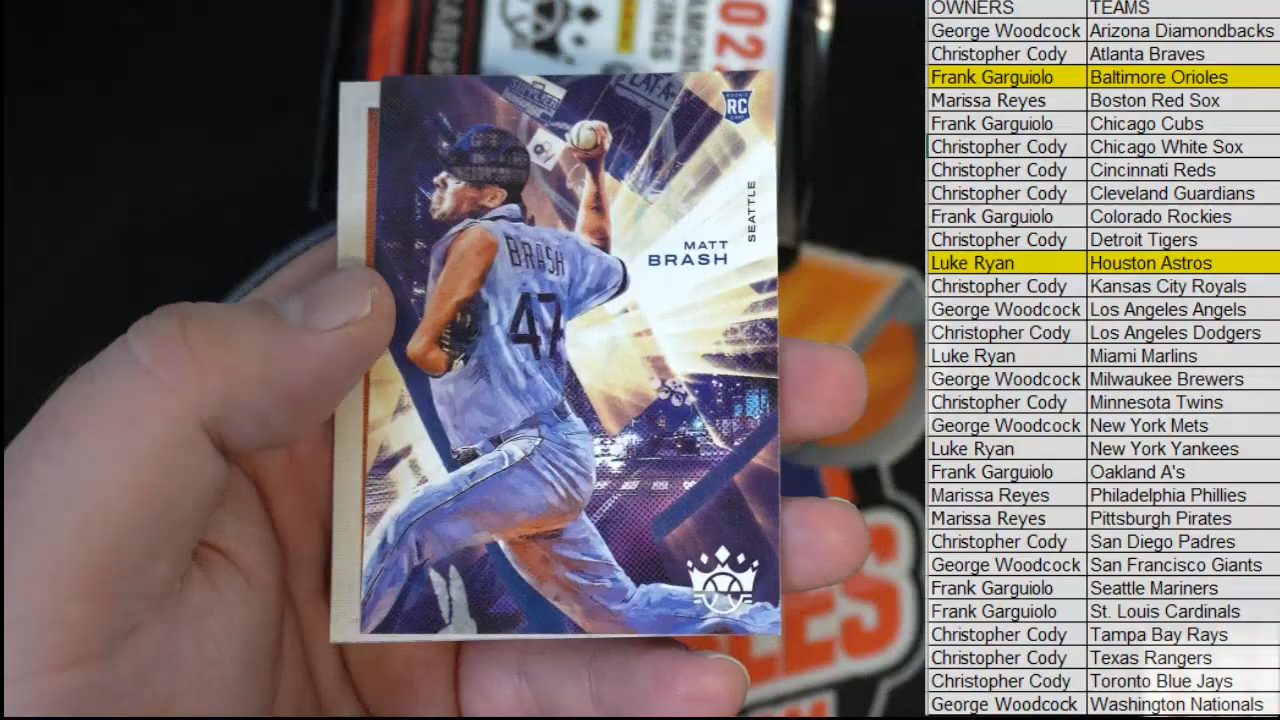 CARDS
ROOKIE
RC
CARD
SEATTLE
MATT
BRASH
BRASH
47
OWNERS TEAMS
George Woodcock Arizona Diamondbacks
Christopher Cody Atlanta Braves
Frank Garguiolo Baltimore Orioles
Marissa Reyes Boston Red Sox
Frank Garguiolo Chicago Cubs
Christopher Cody Chicago White Sox
Christopher Cody Cincinnati Reds
Christopher Cody Cleveland Guardians
Frank Garguiolo Colorado Rockies
Christopher Cody Detroit Tigers
Luke Ryan Houston Astros
Christopher Cody Kansas City Royals
George Woodcock Los Angeles Angels
Christopher Cody Los Angeles Dodgers
Luke Ryan Miami Marlins
George Woodcock Milwaukee Brewers
Christopher Cody Minnesota Twins
George Woodcock New York Mets
Luke Ryan New York Yankees
Frank Garguiolo Oakland A's
Marissa Reyes Philadelphia Phillies
Marissa Reyes Pittsburgh Pirates
Christopher Cody San Diego Padres
George Woodcock San Francisco Giants
Frank Garguiolo Seattle Mariners
Frank Garguiolo St. Louis Cardinals
Christopher Cody Tampa Bay Rays
Christopher Cody Texas Rangers
Christopher Cody Toronto Blue Jays
George Woodcock Washington Nationals